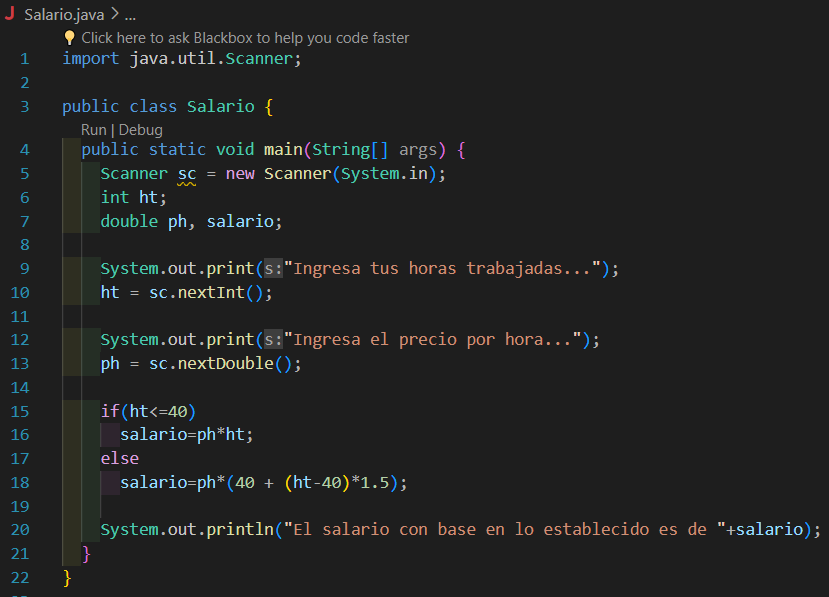 J Salario.java > ...
Click here to ask Blackbox to help you code faster
1 import java.util.Scanner;
2
3 public class Salario {
Run | Debug
4 public static void main(String[] args) {
5 Scanner sc = new Scanner(System.in);
6 int ht;
7 double ph, salario;
8
9 System.out.print(s:"Ingresa tus horas trabajadas...");
10 ht = sc.nextInt();
11
12 System.out.print(s:"Ingresa el precio por hora...");
13 ph = sc.nextDouble();
14
15 if(ht<=40)
16 salario=ph*ht;
17 else
18 salario=ph*(40 + (ht-40)*1.5);
19
20 System.out.println("El salario con base en lo establecido es de "+salario);
21 }
22 }